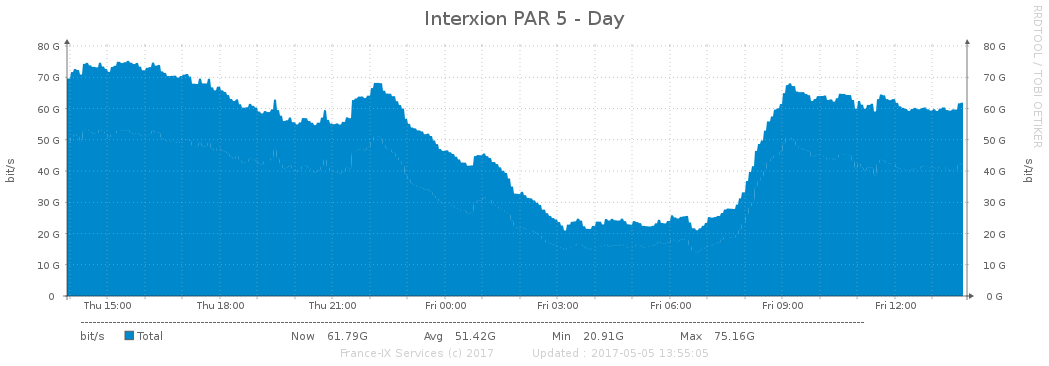 Interxion PAR 5 - Day
RRDTOOL / TOBI OETIKER
bit/s
bit/s
80 G 80 G
70 G 70 G
60 G 60 G
50 G 50 G
40 G 40 G
30 G 30 G
20 G 20 G
10 G 10 G
0 0 G
Thu 15:00 Thu 18:00 Thu 21:00 Fri 00:00 Fri 03:00 Fri 06:00 Fri 09:00 Fri 12:00
bit/s Total Now 61.79G Avg 51.42G Min 20.91G Max 75.16G
France-IX Services (c) 2017 Updated : 2017-05-05 13:55:05